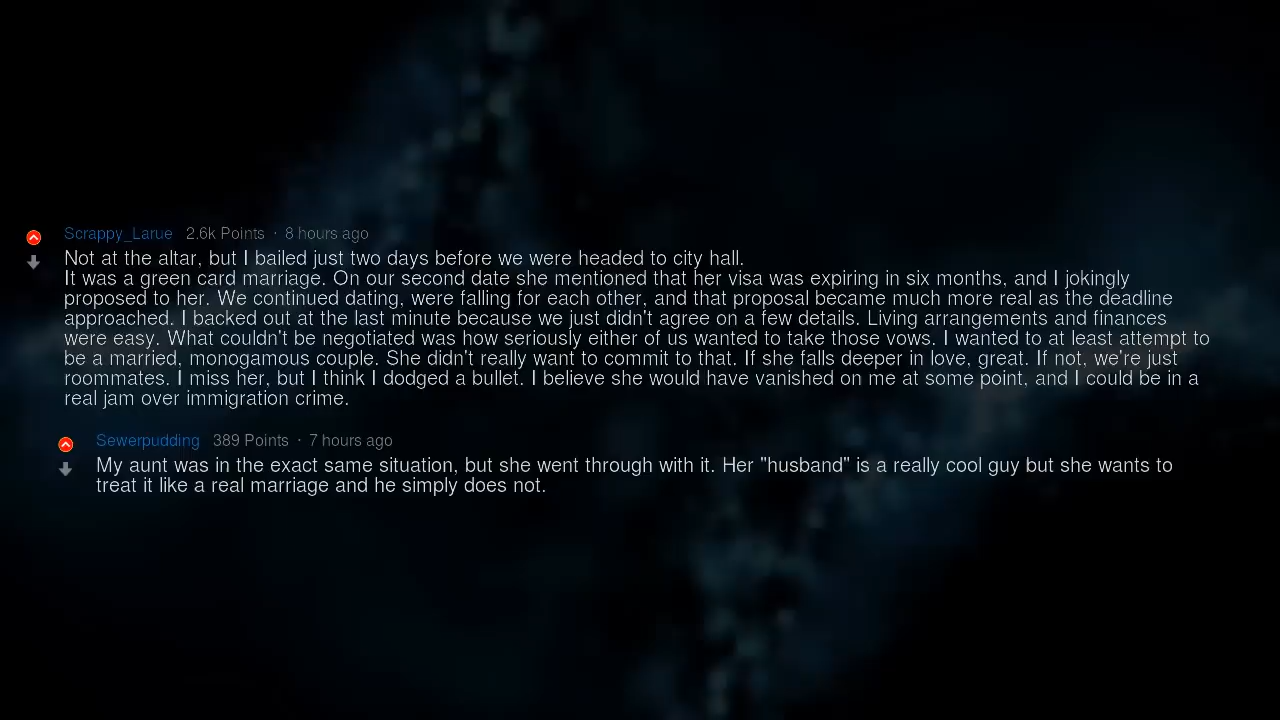 Scrappy_Larue 2.6k Points · 8 hours ago
Not at the altar, but I bailed just two days before we were headed to city hall.
It was a green card marriage. On our second date she mentioned that her visa was expiring in six months, and I jokingly
proposed to her. We continued dating, were falling for each other, and that proposal became much more real as the deadline
approached. I backed out at the last minute because we just didn't agree on a few details. Living arrangements and finances
were easy. What couldn't be negotiated was how seriously either of us wanted to take those vows. I wanted to at least attempt to
be a married, monogamous couple. She didn't really want to commit to that. If she falls deeper in love, great. If not, we're just
roommates. I miss her, but I think I dodged a bullet. I believe she would have vanished on me at some point, and I could be in a
real jam over immigration crime.
Sewerpudding 389 Points · 7 hours ago
My aunt was in the exact same situation, but she went through with it. Her "husband" is a really cool guy but she wants to
treat it like a real marriage and he simply does not.